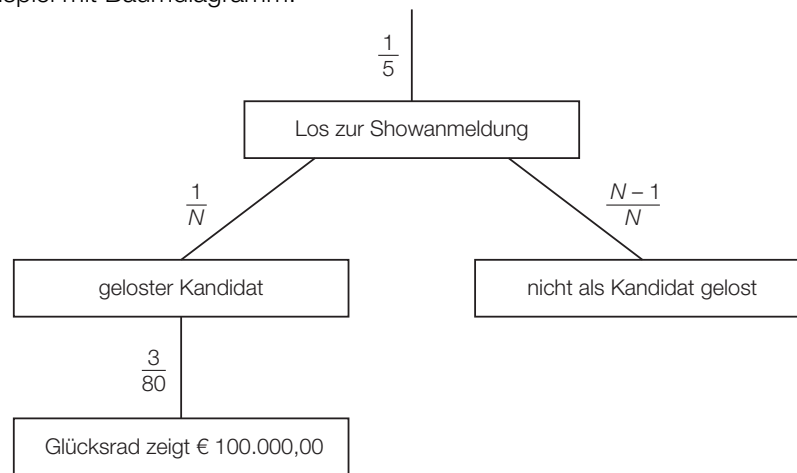 spiel mit Baumdiagramm:
1
5
Los zur Showanmeldung
1
N
N – 1
N
geloster Kandidat
nicht als Kandidat gelost
3
80
Glücksrad zeigt € 100.000,00